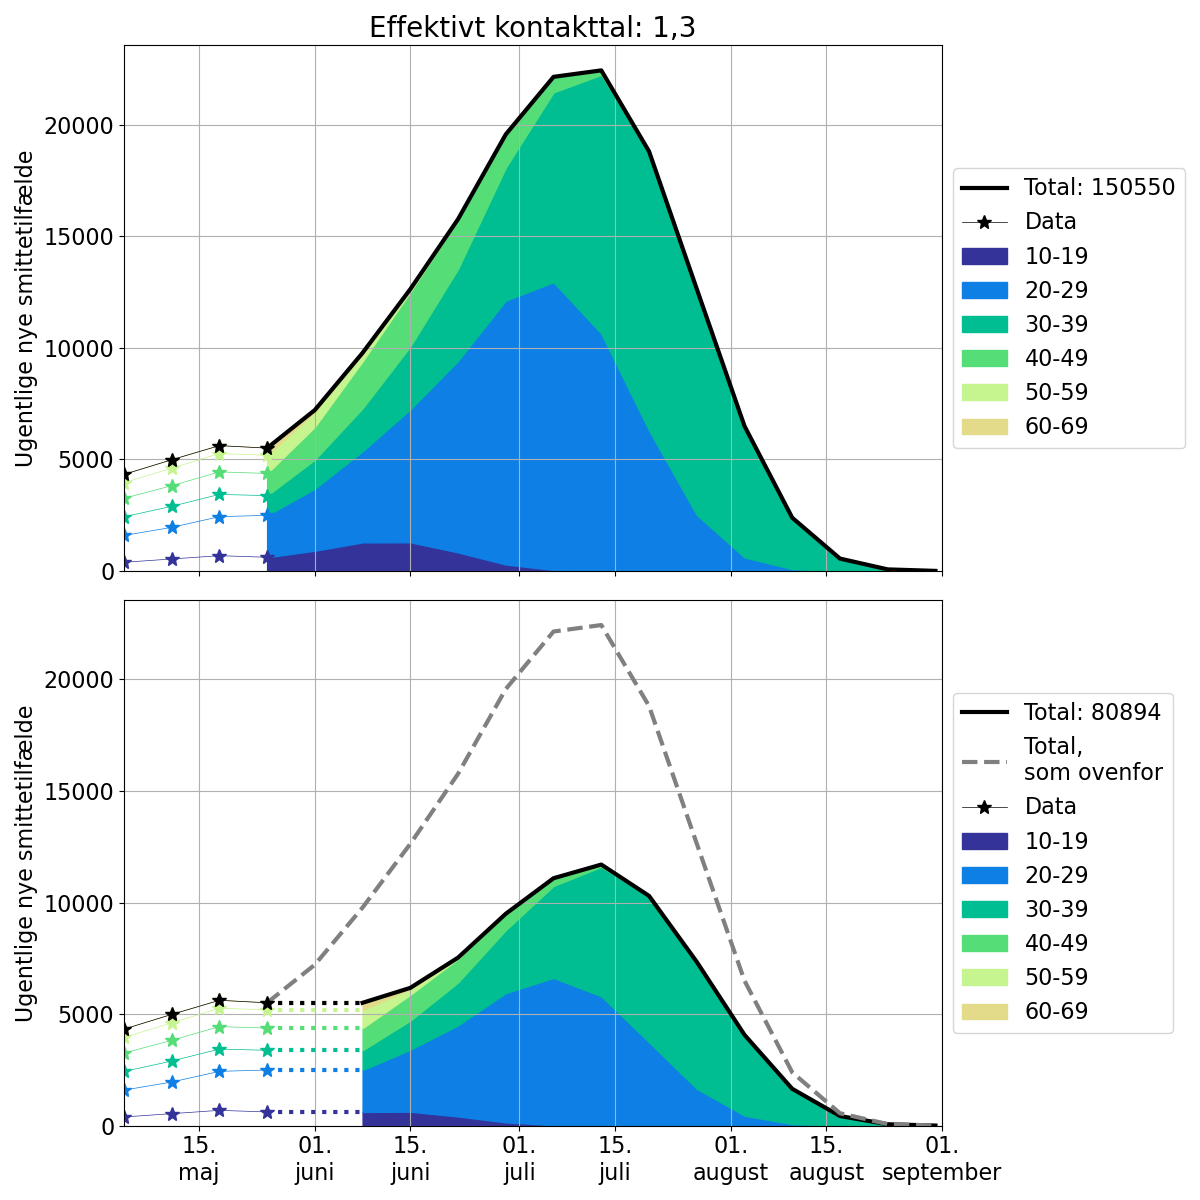 Effektivt kontakttal: 1,3
Ugentlige nye smittetilfælde
20000
15000
10000
5000
0
Total: 150550
Data
10-19
20-29
30-39
40-49
50-59
60-69
Ugentlige nye smittetilfælde
20000
15000
10000
5000
0
15.
maj
01.
juni
15.
juni
01.
juli
15.
juli
01.
august
15.
august
01.
september
Total: 80894
Total,
som ovenfor
Data
10-19
20-29
30-39
40-49
50-59
60-69